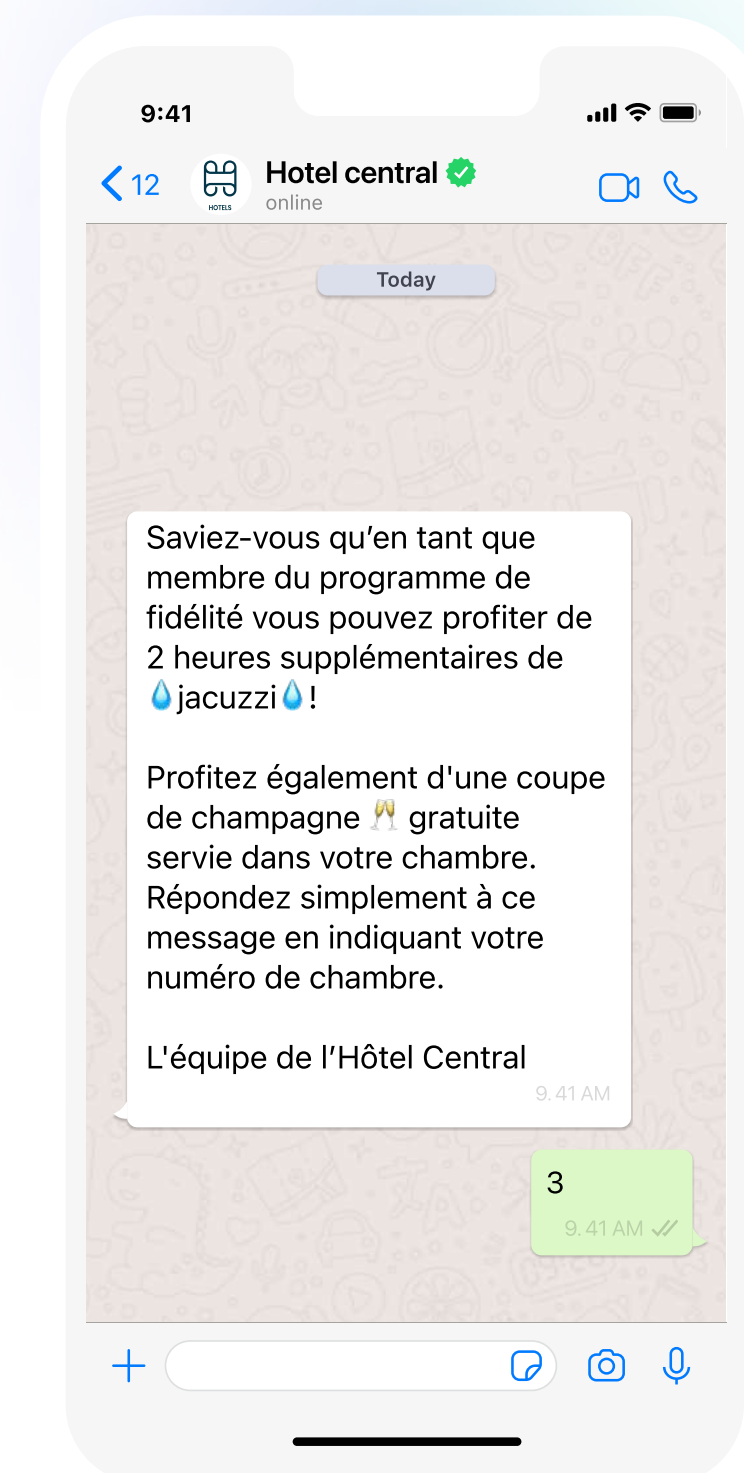 9:41
12
HOTELS
Hotel central
online
Today
Saviez-vous qu’en tant que
membre du programme de
fidélité vous pouvez profiter de
2 heures supplémentaires de
💧jacuzzi💧!
Profitez également d'une coupe
de champagne 🥂 gratuite
servie dans votre chambre.
Répondez simplement à ce
message en indiquant votre
numéro de chambre.
L'équipe de l’Hôtel Central
9.41 AM
3
9.41 AM